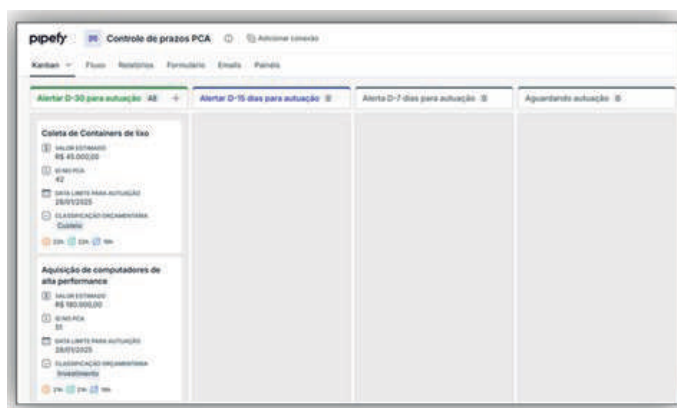 pipefy Controle de prazos PCA Adicionar conexão
Kanban Fluxo Relatórios Formulário Emails Painéis
Alertar D-30 para autuação 48 + Alertar D-15 dias para autuação Alerta D-7 dias para autuação Aguardando autuação
Coleta de Containers de lixo
VALOR ESTIMADO
R$ 45.000,00
ID NO PCA
42
DATA LIMITE PARA AUTUAÇÃO
28/01/2025
CLASSIFICAÇÃO ORÇAMENTÁRIA
Custeio
Aquisição de computadores de
alta performance
VALOR ESTIMADO
R$ 180.000,00
ID NO PCA
51
DATA LIMITE PARA AUTUAÇÃO
28/01/2025
CLASSIFICAÇÃO ORÇAMENTÁRIA
Investimento